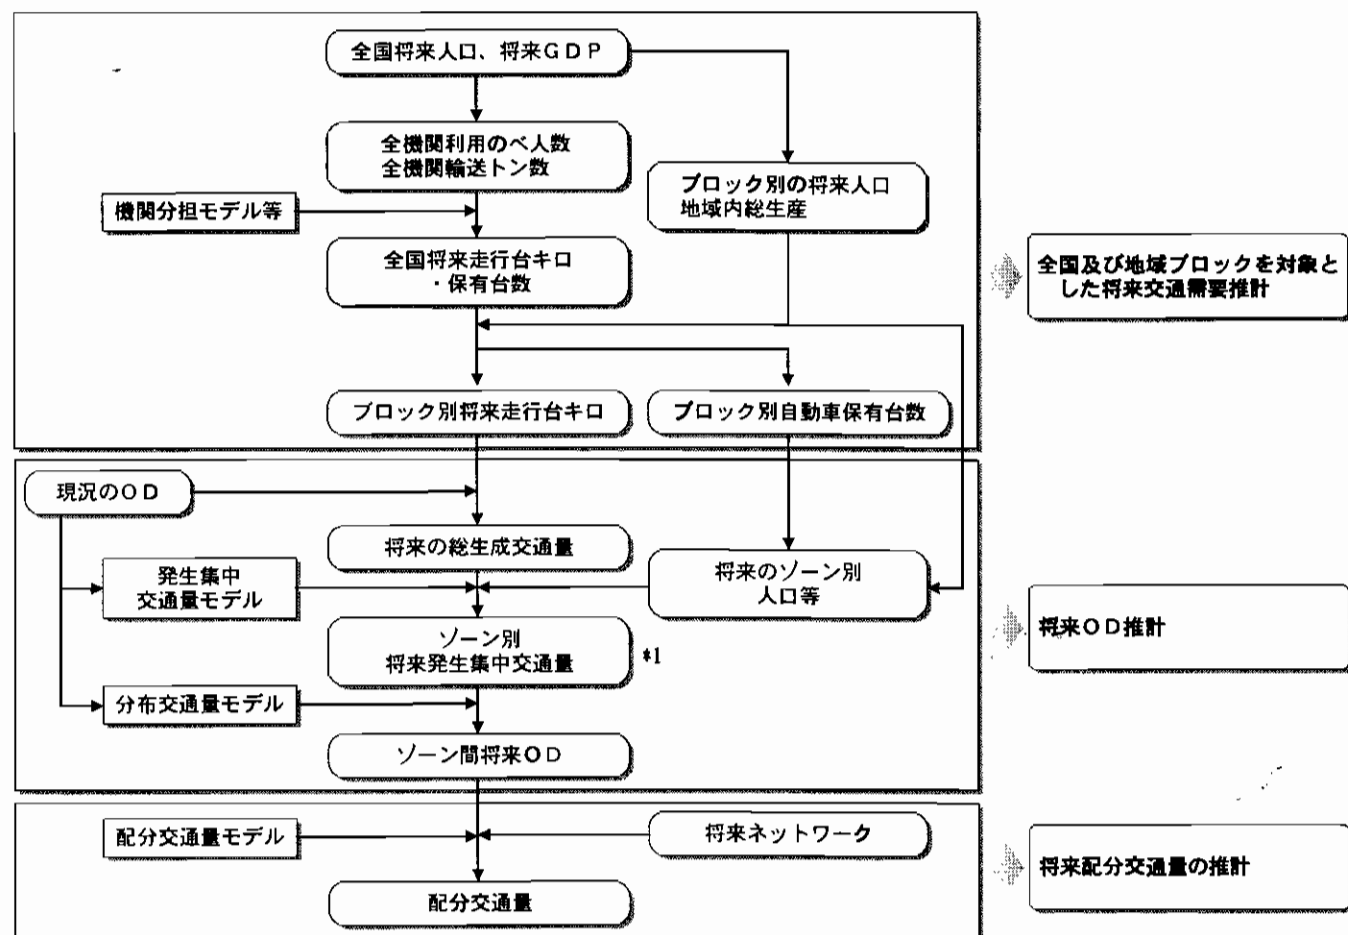 全国将来人口、将来ＧＤＰ
全機関利用のべ人数
全機関輸送トン数
ブロック別の将来人口
地域内総生産
機関分担モデル等
全国将来走行台キロ
・保有台数
全国及び地域ブロックを対象と
した将来交通需要推計
ブロック別将来走行台キロ
ブロック別自動車保有台数
現況のＯＤ
将来の総生成交通量
発生集中
交通量モデル
将来のゾーン別
人口等
ゾーン別
将来発生集中交通量
*1
将来ＯＤ推計
分布交通量モデル
ゾーン間将来ＯＤ
配分交通量モデル
将来ネットワーク
将来配分交通量の推計
配分交通量